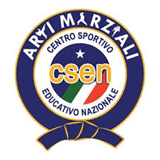 ARTI MARZIALI
CENTRO SPORTIVO
csen
EDUCATIVO NAZIONALE